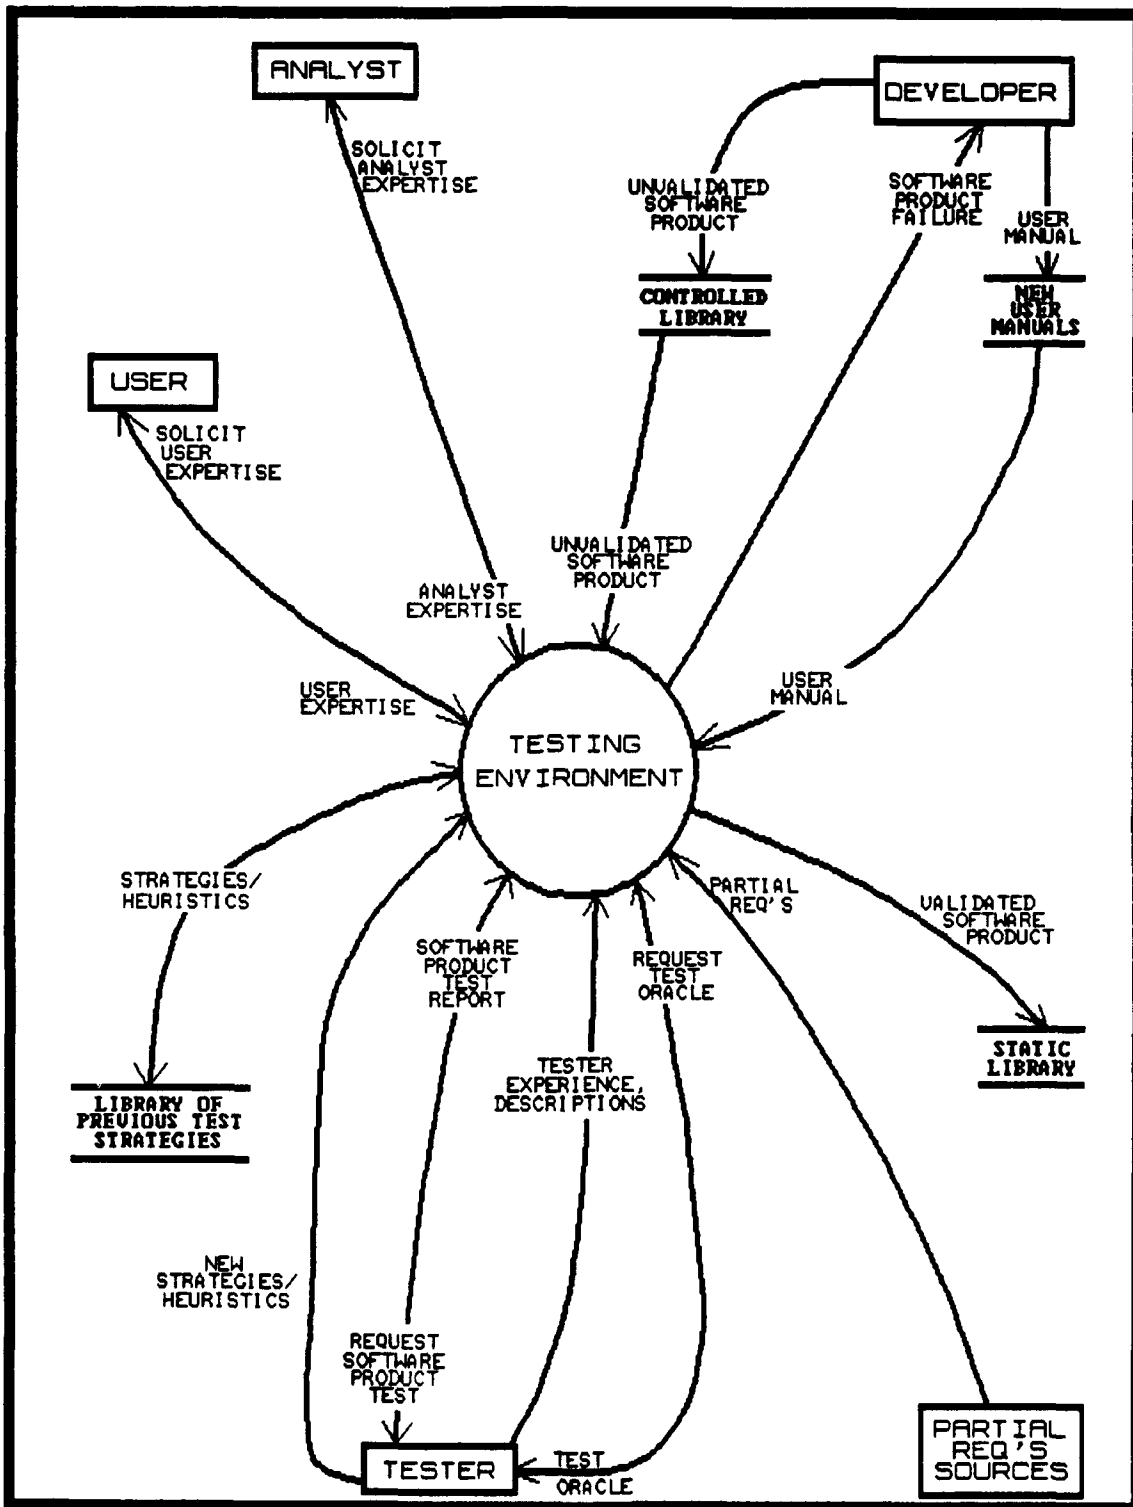 ANALYST
DEVELOPER
SOLICIT
ANALYST
EXPERTISE
UNVALIDATED
SOFTWARE
PRODUCT
SOFTWARE
PRODUCT
FAILURE
USER
MANUAL
CONTROLLED
LIBRARY
NEW
USER
MANUALS
USER
SOLICIT
USER
EXPERTISE
UNVALIDATED
SOFTWARE
PRODUCT
ANALYST
EXPERTISE
USER
EXPERTISE
USER
MANUAL
TESTING
ENVIRONMENT
STRATEGIES/
HEURISTICS
PARTIAL
REQ'S
VALIDATED
SOFTWARE
PRODUCT
SOFTWARE
PRODUCT
TEST
REPORT
REQUEST
TEST
ORACLE
TESTER
EXPERIENCE,
DESCRIPTIONS
STATIC
LIBRARY
LIBRARY OF
PREVIOUS TEST
STRATEGIES
NEW
STRATEGIES/
HEURISTICS
REQUEST
SOFTWARE
PRODUCT
TEST
TESTER
TEST
ORACLE
PARTIAL
REQ'S
SOURCES